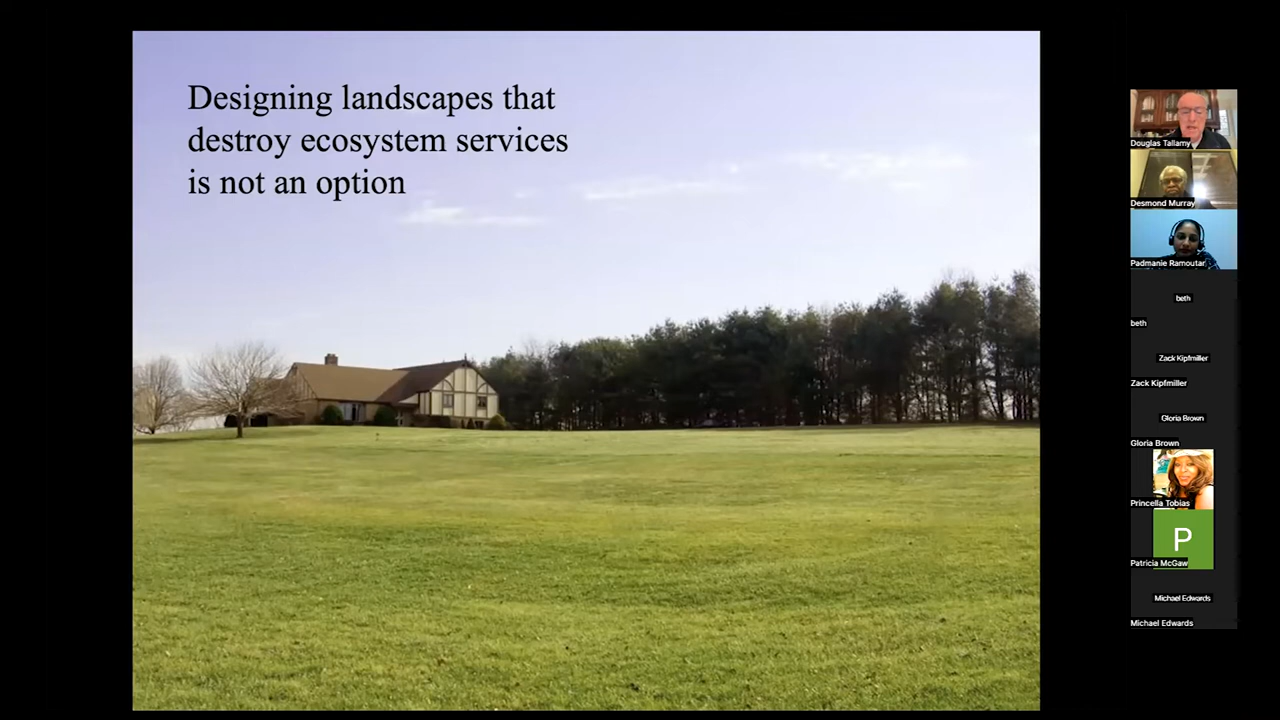 Designing landscapes that
destroy ecosystem services
is not an option
Douglas Tallamy
Desmond Murray
Padmanie Ramoutar
beth
beth
Zack Kipfmiller
Zack Kipfmiller
Gloria Brown
Gloria Brown
Princella Tobias
P
Patricia McGaw
Michael Edwards
Michael Edwards